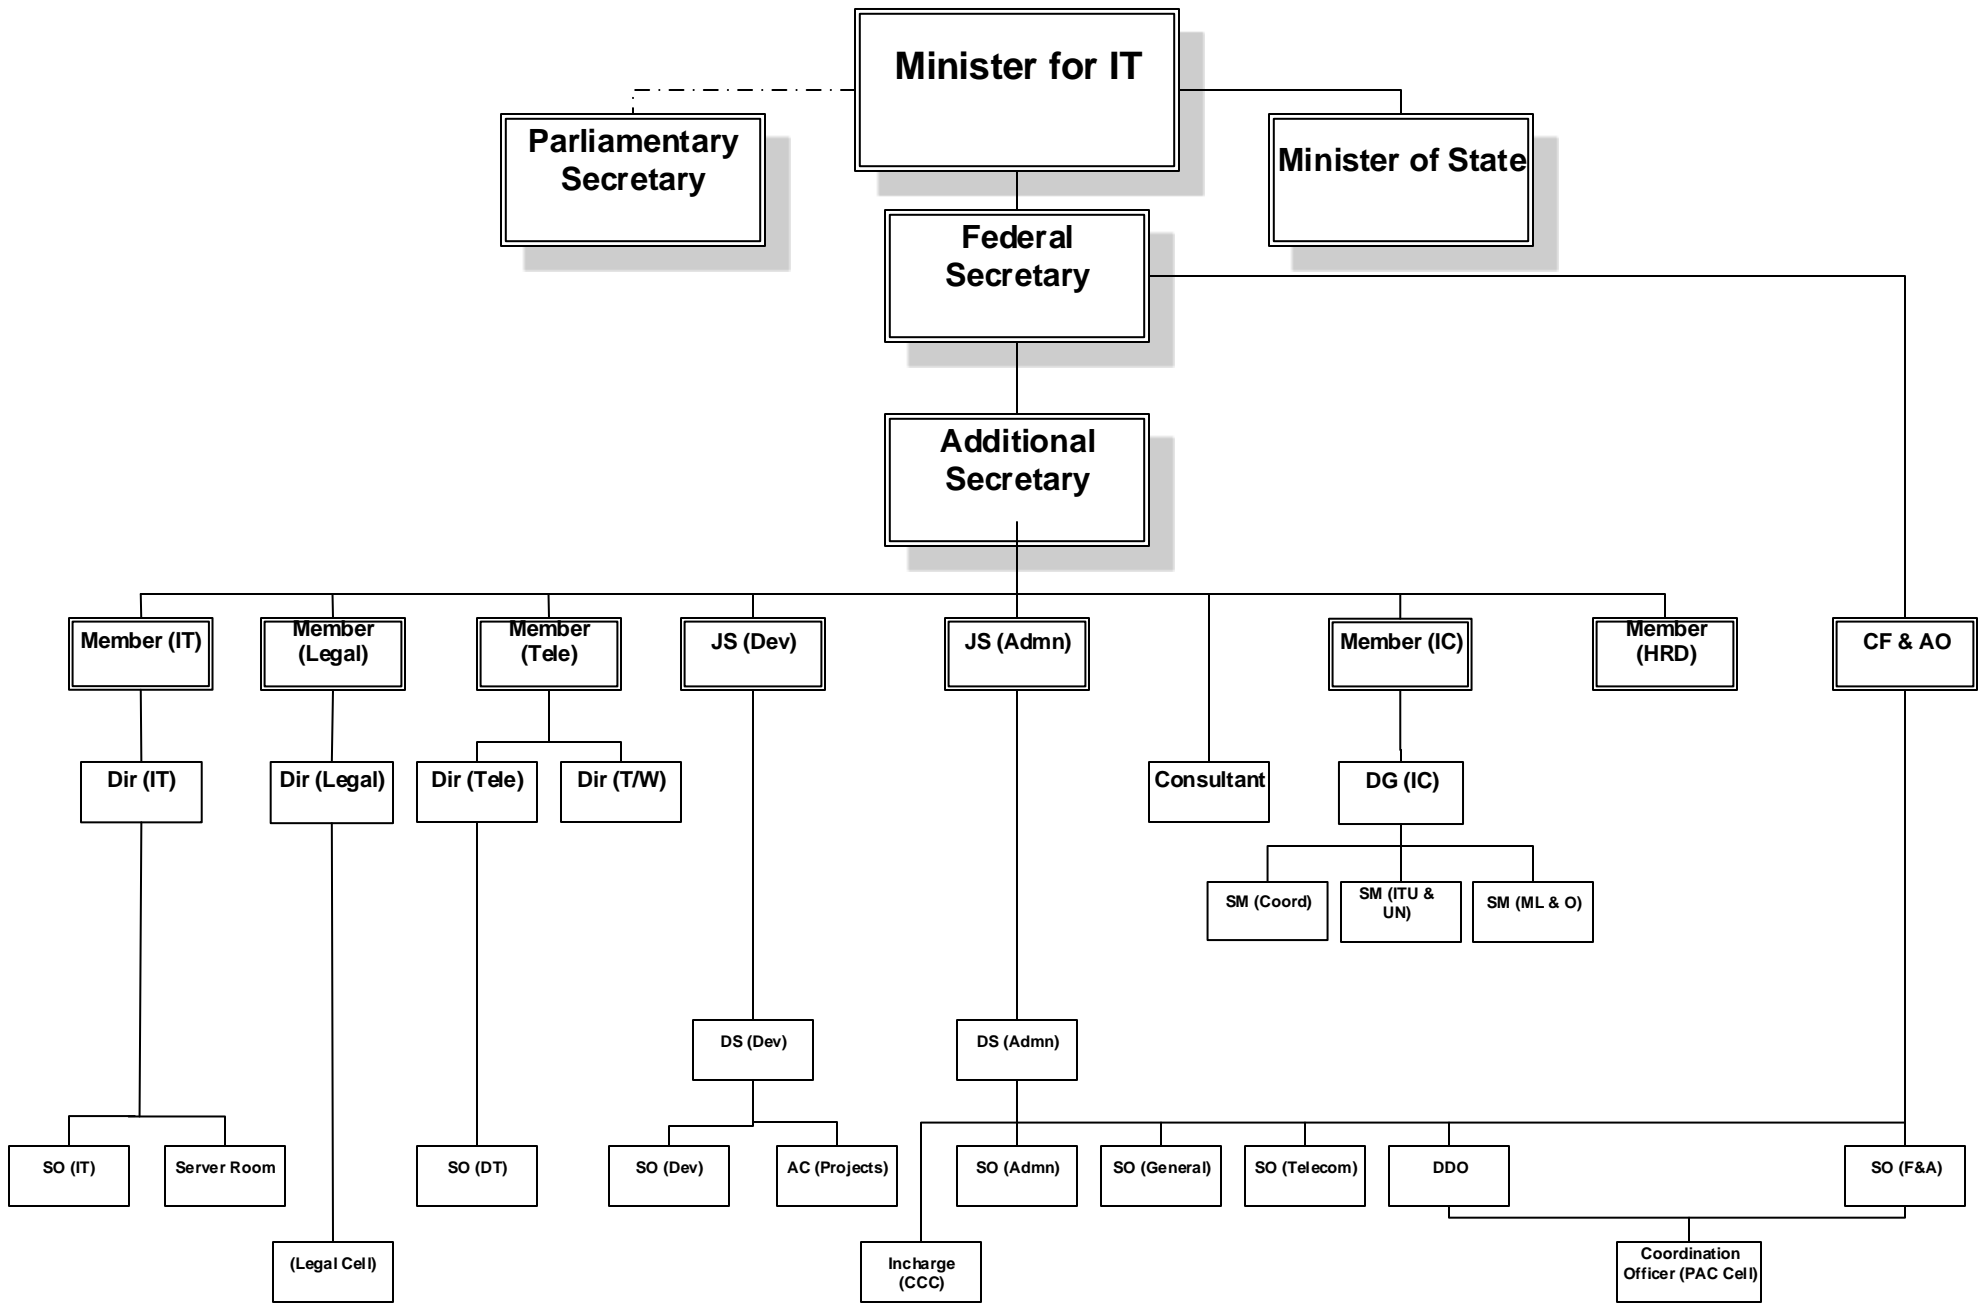 Minister for IT
Parliamentary
Secretary
Minister of State
Federal
Secretary
Additional
Secretary
Member (IT)
Member
(Legal)
Member
(Tele)
JS (Dev)
JS (Admn)
Member (IC)
Member
(HRD)
CF & AO
Dir (IT)
Dir (Legal)
Dir (Tele)
Dir (T/W)
Consultant
DG (IC)
SM (Coord)
SM (ITU &
UN)
SM (ML & O)
DS (Dev)
DS (Admn)
SO (IT)
Server Room
SO (DT)
SO (Dev)
AC (Projects)
SO (Admn)
SO (General)
SO (Telecom)
DDO
SO (F&A)
(Legal Cell)
Incharge
(CCC)
Coordination
Officer (PAC Cell)